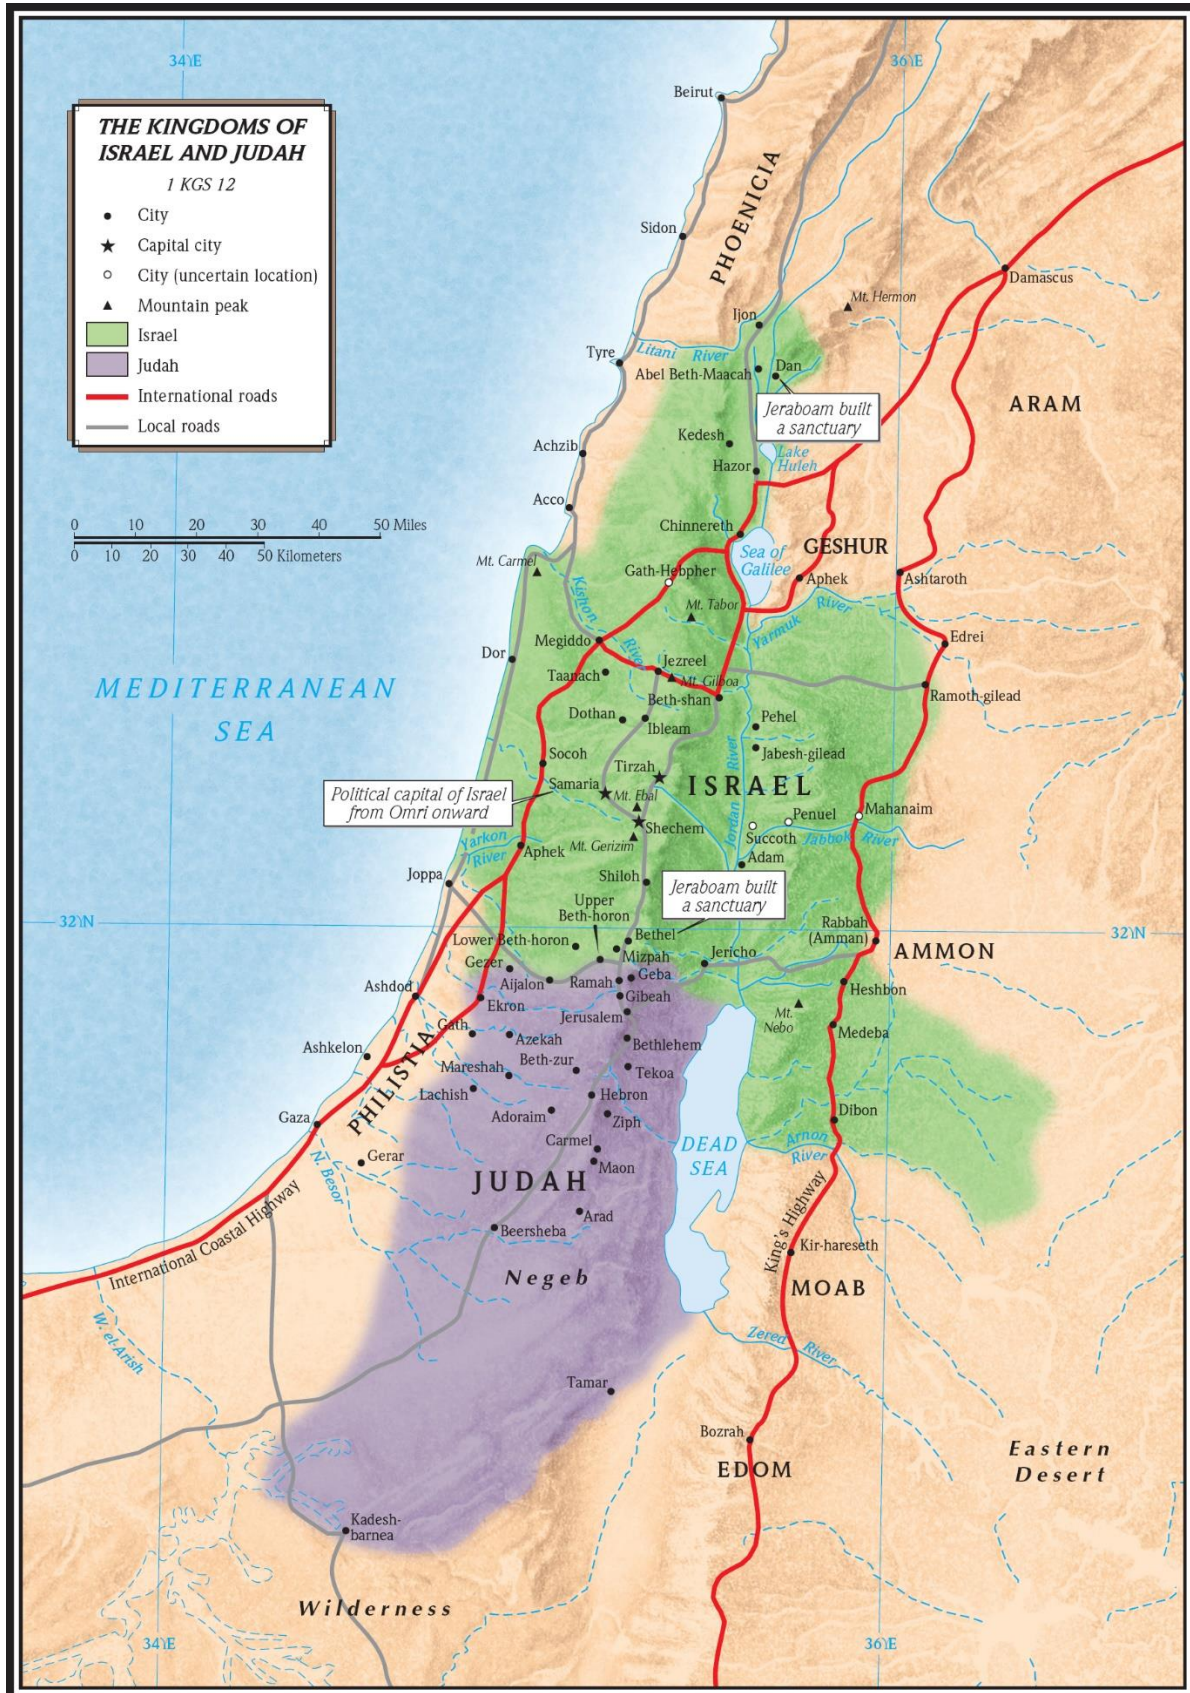 34°E
36°E
THE KINGDOMS OF
ISRAEL AND JUDAH
1 KGS 12
City
Capital city
City (uncertain location)
Mountain peak
Israel
Judah
International roads
Local roads
0 10 20 30 40 50 Miles
0 10 20 30 40 50 Kilometers
Beirut
PHOENICIA
Sidon
Damascus
Mt. Hermon
Ijon
Tyre
Litani River
Abel Beth-Maacah
Dan
ARAM
Jeraboam built
a sanctuary
Kedesh
Achzib
Lake
Huleh
Hazor
Acco
Chinnereth
Sea of
Galilee
GESHUR
Mt. Carmel
Gath-Hebpher
Aphek
Ashtaroth
Kishon
River
Mt. Tabor
Yarmuk
River
Megiddo
Edrei
Dor
Jezreel
Taanach
Mt. Gilboa
MEDITERRANEAN
SEA
Beth-shan
Ramoth-gilead
Dothan
Ibleam
Pehel
Jabesh-gilead
Socoh
Tirzah
Samaria
ISRAEL
Jordan River
Political capital of Israel
from Omri onward
Mt. Ebal
Shechem
Penuel
Mahanaim
Succoth
Jabbok River
Mt. Gerizim
Yarkon
River
Aphek
Adam
Joppa
Shiloh
Jeraboam built
a sanctuary
Upper
Beth-horon
32°N
32°N
Lower Beth-horon
Bethel
Rabbah
(Amman)
AMMON
Mizpah
Jericho
Gezer
Aijalon
Ramah
Geba
Heshbon
Ashdod
Ekron
Gibeah
Mt.
Nebo
Jerusalem
Medeba
Gath
Azekah
Bethlehem
Ashkelon
PHILISTIA
Beth-zur
Mareshah
Tekoa
Lachish
Hebron
Adoraim
Ziph
Dibon
Gaza
Carmel
DEAD
SEA
Arnon
River
Gerar
N. Besor
Maon
JUDAH
International Coastal Highway
King's Highway
Arad
Beersheba
Kir-hareseth
Negeb
MOAB
W. el-Arish
Zered River
Tamar
Bozrah
EDOM
Eastern
Desert
Kadesh-
barnea
Wilderness
34°E
36°E